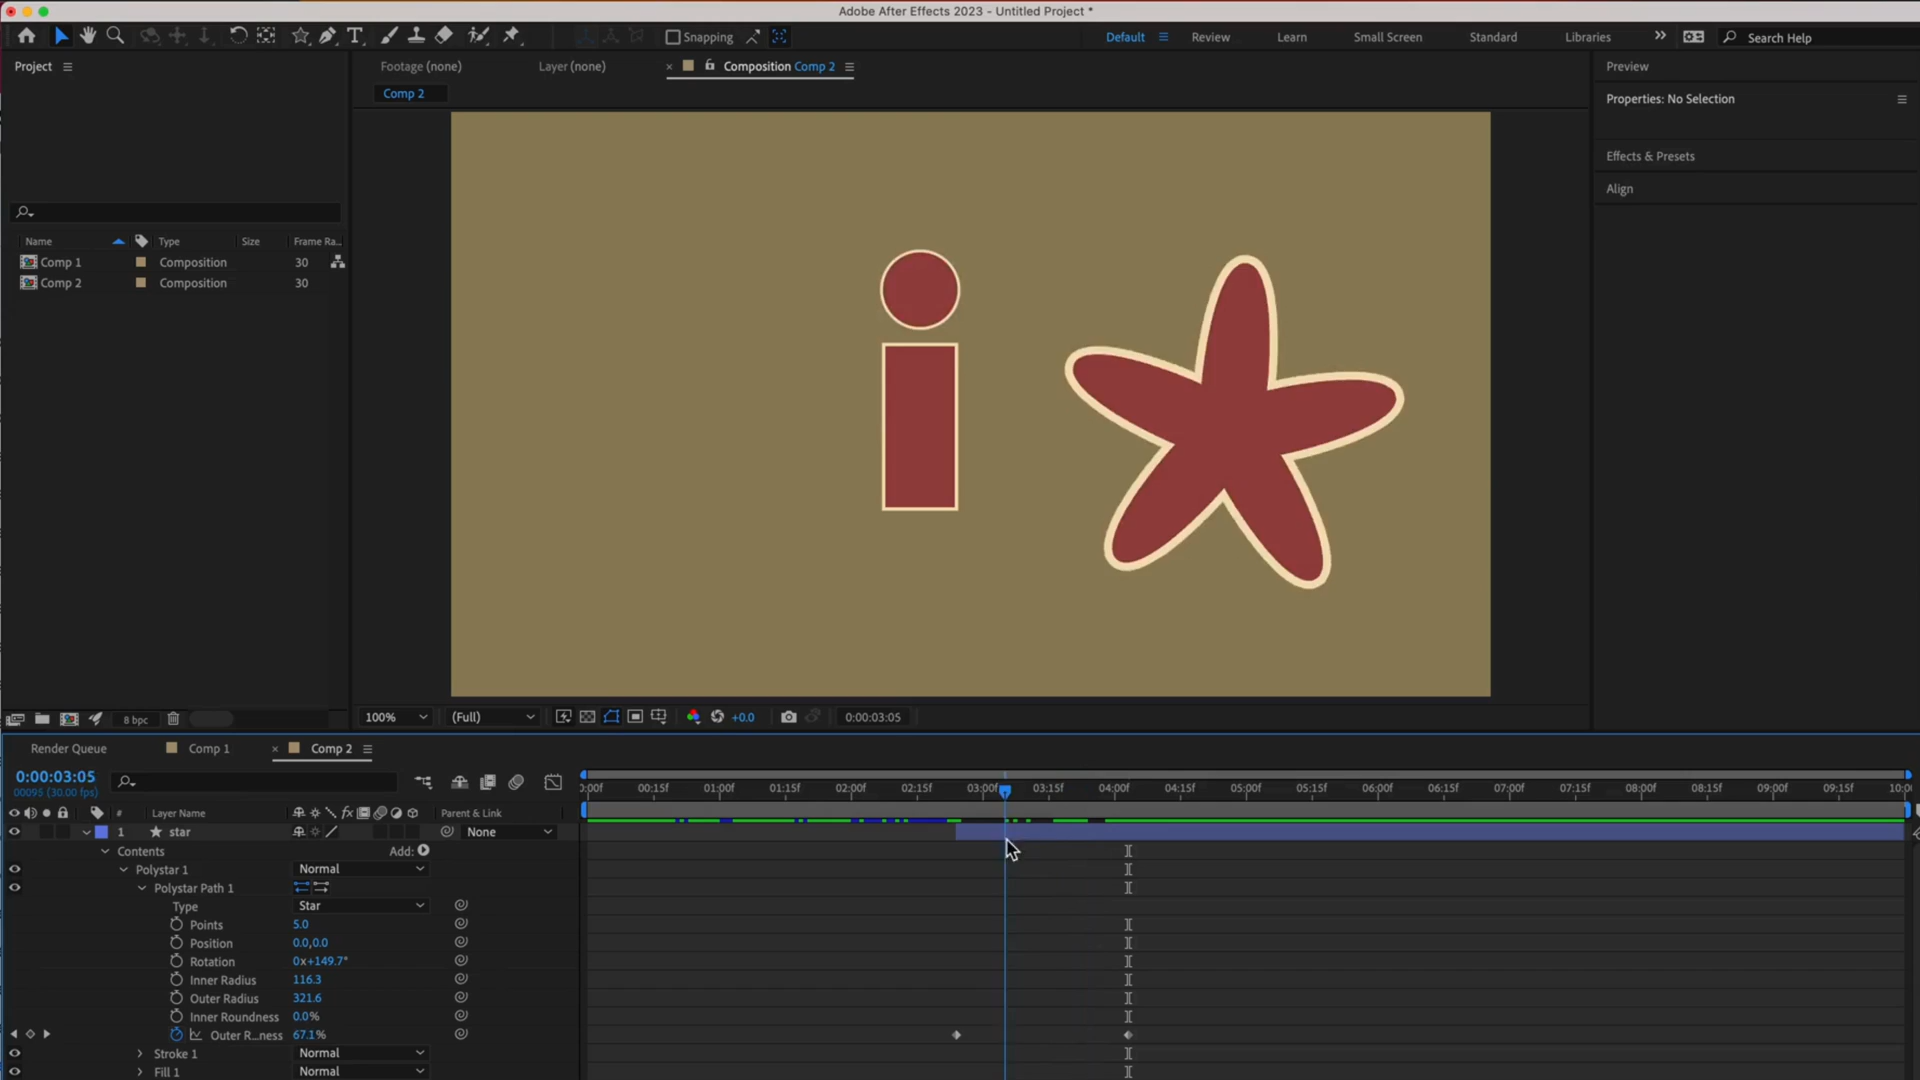 Adobe After Effects 2023 - Untitled Project *
Snapping
Default
Review
Learn
Small Screen
Standard
Libraries
Search Help
Project
Footage (none)
Layer (none)
Composition Comp 2
Preview
Comp 2
Properties: No Selection
Effects & Presets
Align
Name Type Size Frame Ra...
Comp 1 Composition 30
Comp 2 Composition 30
i
8 bpc
100% (Full) +0.0 0:00:03:05
Render Queue Comp 1 Comp 2
0:00:03:05
00095 (30.00 fps)
0:00f 00:15f 01:00f 01:15f 02:00f 02:15f 03:00f 03:15f 04:00f 04:15f 05:00f 05:15f 06:00f 06:15f 07:00f 07:15f 08:00f 08:15f 09:00f 09:15f 10:00
# Layer Name fx Parent & Link
1 star None
Contents Add:
Polystar 1 Normal
Polystar Path 1
Type Star
Points 5.0
Position 0.0,0.0
Rotation 0x+149.7°
Inner Radius 116.3
Outer Radius 321.6
Inner Roundness 0.0%
Outer R...ness 67.1%
Stroke 1 Normal
Fill 1 Normal